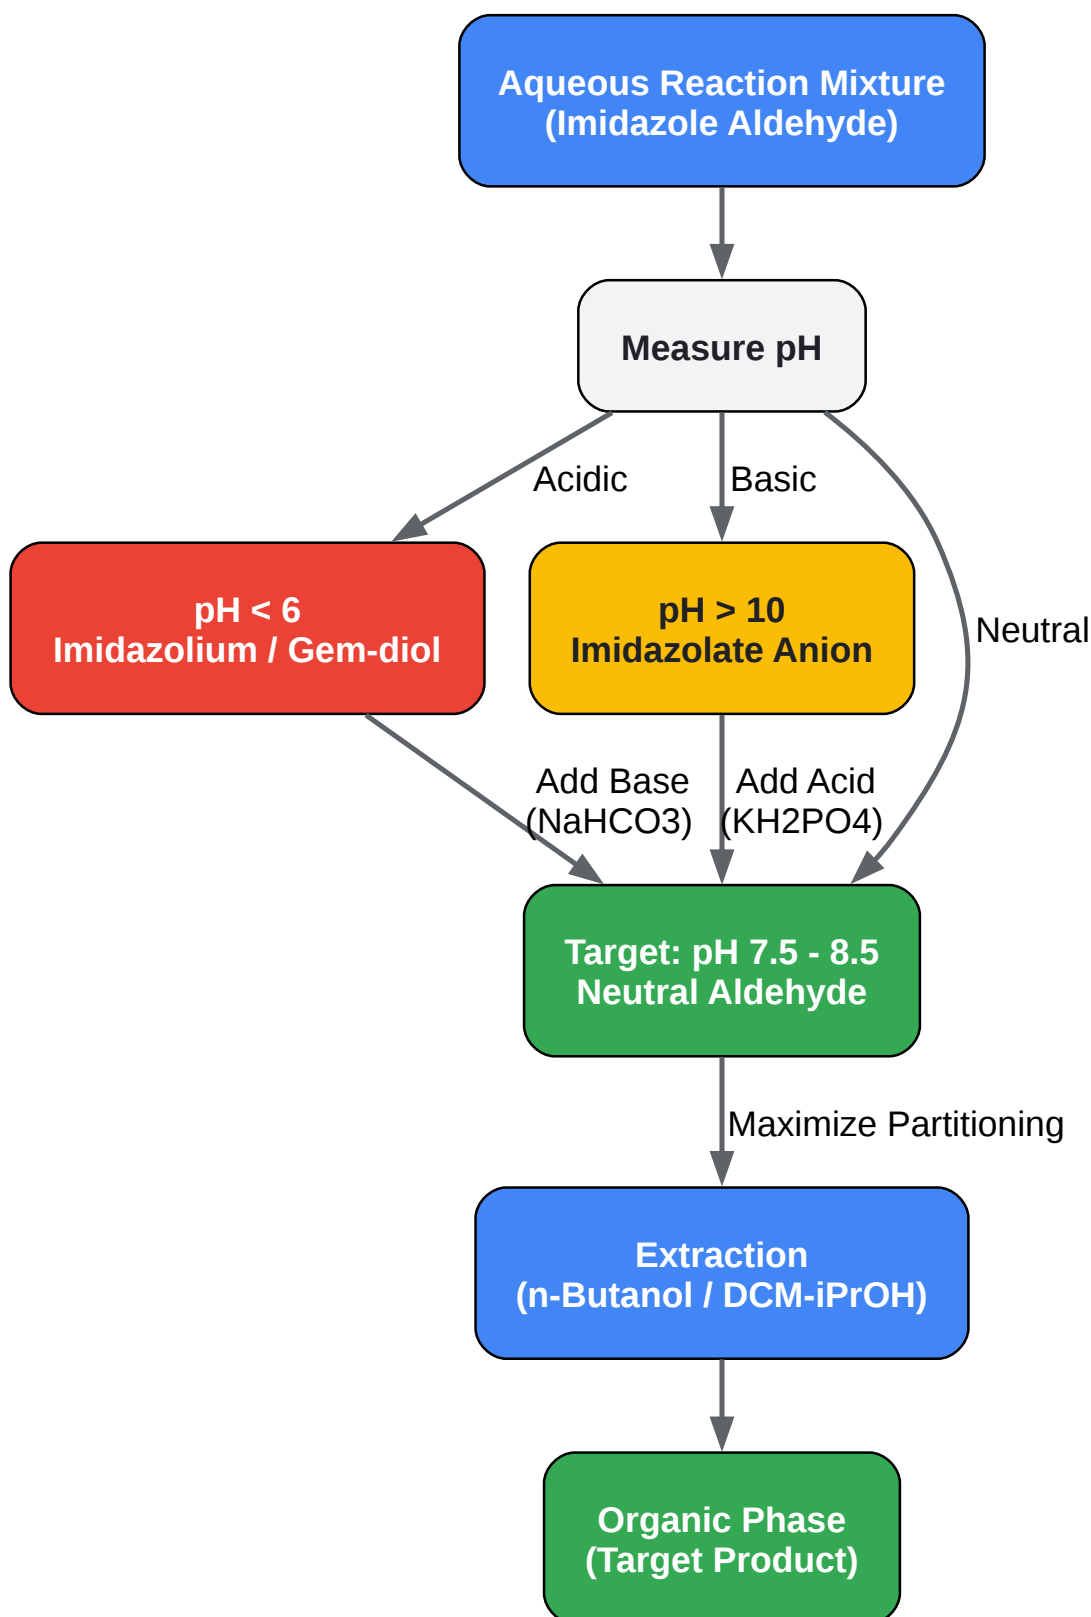 Aqueous Reaction Mixture
(Imidazole Aldehyde)
Measure pH
Acidic
Basic
Neutral
pH < 6
Imidazolium / Gem-diol
pH > 10
Imidazolate Anion
Add Base
(NaHCO3)
Add Acid
(KH2PO4)
Target: pH 7.5 - 8.5
Neutral Aldehyde
Maximize Partitioning
Extraction
(n-Butanol / DCM-iPrOH)
Organic Phase
(Target Product)